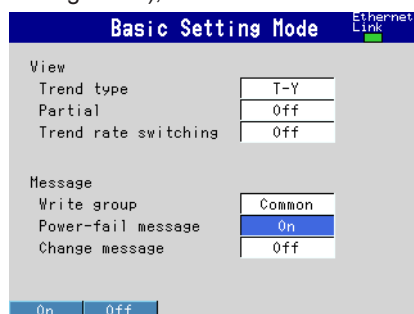 Basic Setting Mode
Ethernet
Link
View
Trend type T-Y
Partial Off
Trend rate switching Off
Message
Write group Common
Power-fail message On
Change message Off
On Off